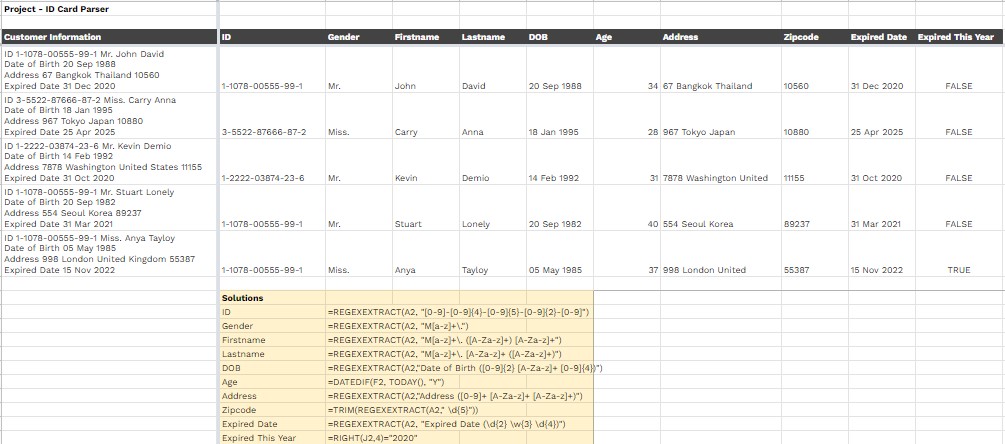 Project - ID Card Parser
Customer Information ID Gender Firstname Lastname DOB Age Address Zipcode Expired Date Expired This Year
ID 1-1078-00555-99-1 Mr. John David
Date of Birth 20 Sep 1988
Address 67 Bangkok Thailand 10560
Expired Date 31 Dec 2020
1-1078-00555-99-1 Mr. John David 20 Sep 1988 34 67 Bangkok Thailand 10560 31 Dec 2020 FALSE
ID 3-5522-87666-87-2 Miss. Carry Anna
Date of Birth 18 Jan 1995
Address 967 Tokyo Japan 10880
Expired Date 25 Apr 2025
3-5522-87666-87-2 Miss. Carry Anna 18 Jan 1995 28 967 Tokyo Japan 10880 25 Apr 2025 FALSE
ID 1-2222-03874-23-6 Mr. Kevin Demio
Date of Birth 14 Feb 1992
Address 7878 Washington United States 11155
Expired Date 31 Oct 2020
1-2222-03874-23-6 Mr. Kevin Demio 14 Feb 1992 31 7878 Washington United 11155 31 Oct 2020 FALSE
ID 1-1078-00555-99-1 Mr. Stuart Lonely
Date of Birth 20 Sep 1982
Address 554 Seoul Korea 89237
Expired Date 31 Mar 2021
1-1078-00555-99-1 Mr. Stuart Lonely 20 Sep 1982 40 554 Seoul Korea 89237 31 Mar 2021 FALSE
ID 1-1078-00555-99-1 Miss. Anya Tayloy
Date of Birth 05 May 1985
Address 998 London United Kingdom 55387
Expired Date 15 Nov 2022
1-1078-00555-99-1 Miss. Anya Tayloy 05 May 1985 37 998 London United 55387 15 Nov 2022 TRUE
Solutions
ID =REGEXEXTRACT(A2, "[0-9]-[0-9]{4}-[0-9]{5}-[0-9]{2}-[0-9]")
Gender =REGEXEXTRACT(A2, "M[a-z]+\.")
Firstname =REGEXEXTRACT(A2, "M[a-z]+\. ([A-Za-z]+) [A-Za-z]+")
Lastname =REGEXEXTRACT(A2, "M[a-z]+\. [A-Za-z]+ ([A-Za-z]+)")
DOB =REGEXEXTRACT(A2,"Date of Birth ([0-9]{2} [A-Za-z]+ [0-9]{4})")
Age =DATEDIF(F2, TODAY(), "Y")
Address =REGEXEXTRACT(A2,"Address ([0-9]+ [A-Za-z]+ [A-Za-z]+)")
Zipcode =TRIM(REGEXEXTRACT(A2," \d{5}"))
Expired Date =REGEXEXTRACT(A2, "Expired Date (\d{2} \w{3} \d{4})")
Expired This Year =RIGHT(J2,4)="2020"